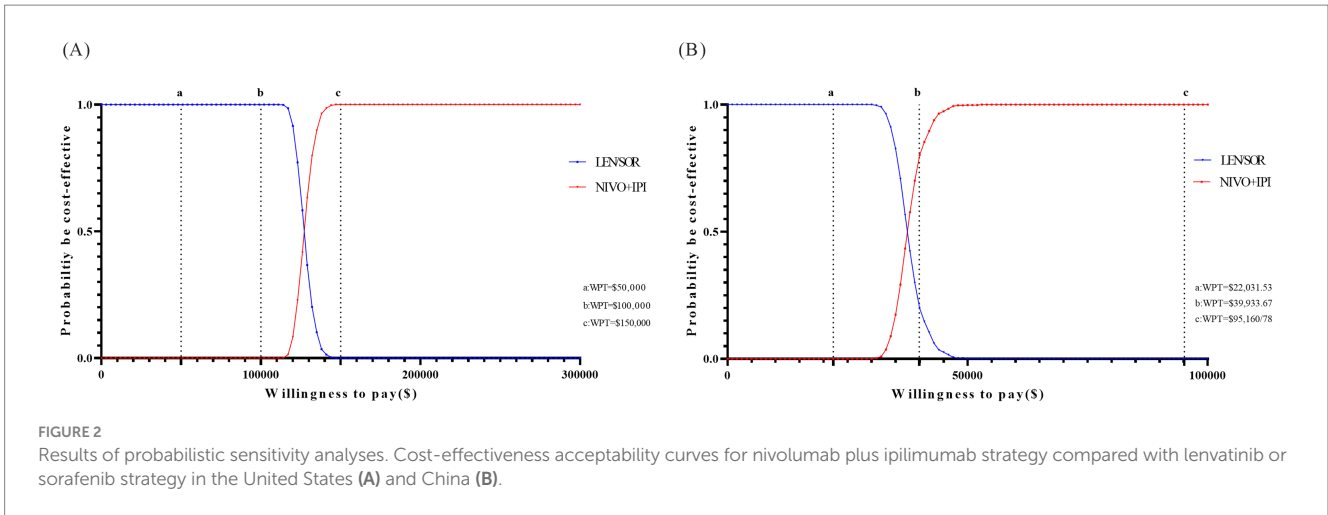 (A)
(B)
a
b
c
a
b
c
1.0
0.5
0.0
Probabiltiy be cost-effective
0
100000
200000
300000
Willingness to pay($)
LEN/SOR
NIVO+IPI
a:WPT=$50,000
b:WPT=$100,000
c:WPT=$150,000
1.0
0.5
0.0
Probabiltiy be cost-effective
0
50000
100000
Willingness to pay($)
LEN/SOR
NIVO+IPI
a:WPT=$22,031.53
b:WPT=$39,933.67
c:WPT=$95,160/78
FIGURE 2
Results of probabilistic sensitivity analyses. Cost-effectiveness acceptability curves for nivolumab plus ipilimumab strategy compared with lenvatinib or
sorafenib strategy in the United States (A) and China (B).